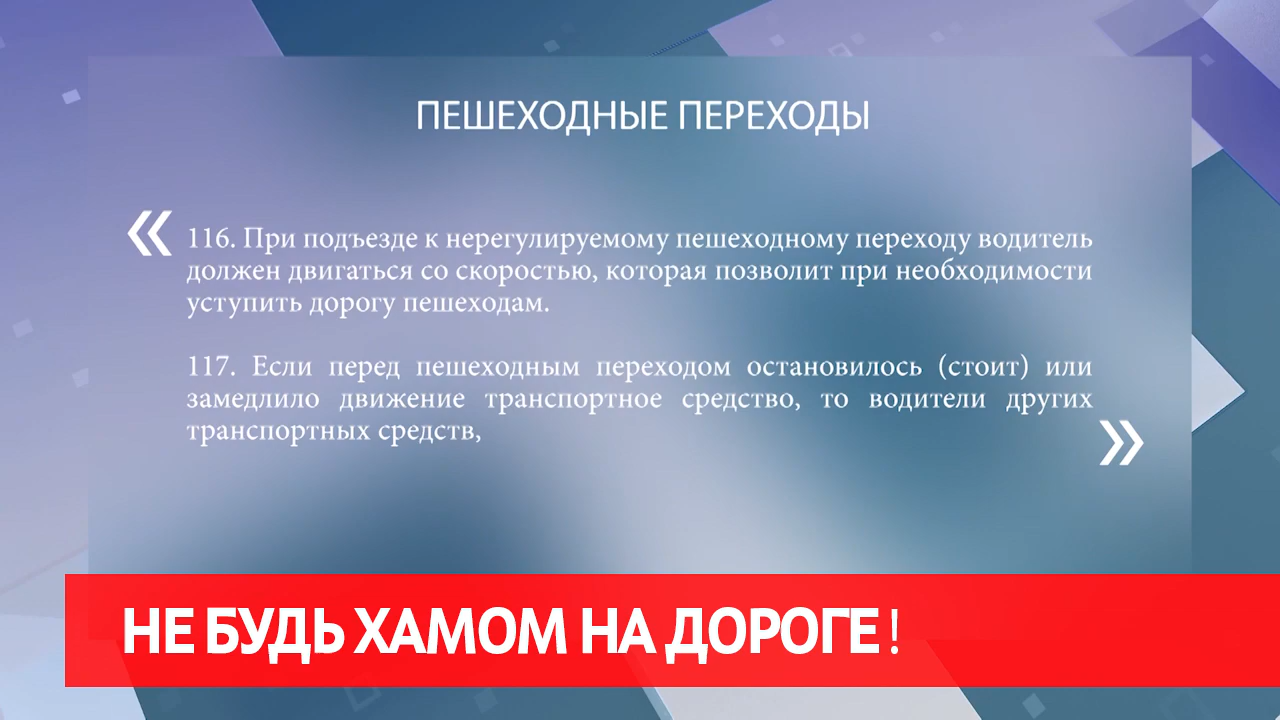 ПЕШЕХОДНЫЕ ПЕРЕХОДЫ
« 116. При подъезде к нерегулируемому пешеходному переходу водитель
должен двигаться со скоростью, которая позволит при необходимости
уступить дорогу пешеходам.
117. Если перед пешеходным переходом остановилось (стоит) или
замедлило движение транспортное средство, то водители других
транспортных средств, »
НЕ БУДЬ ХАМОМ НА ДОРОГЕ!